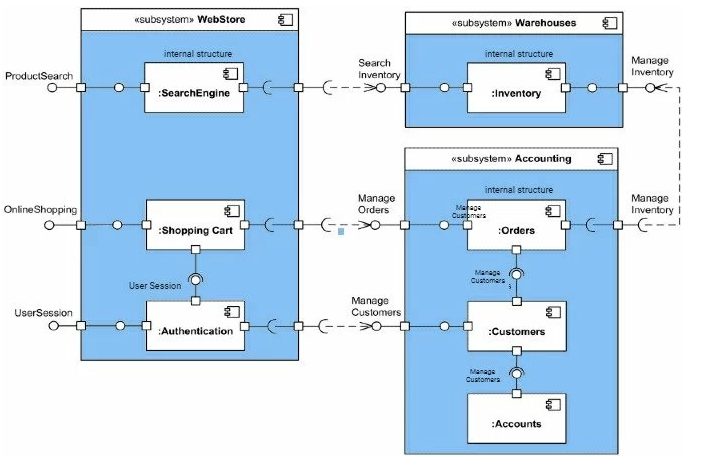 «subsystem» WebStore
internal structure
ProductSearch
:SearchEngine
Search
Inventory
«subsystem» Warehouses
internal structure
:Inventory
Manage
Inventory
OnlineShopping
:Shopping Cart
Manage
Orders
«subsystem» Accounting
internal structure
Manage
Customers
:Orders
Manage
Inventory
User Session
Manage
Customers
s
UserSession
:Authentication
Manage
Customers
:Customers
Manage
Customers
:Accounts